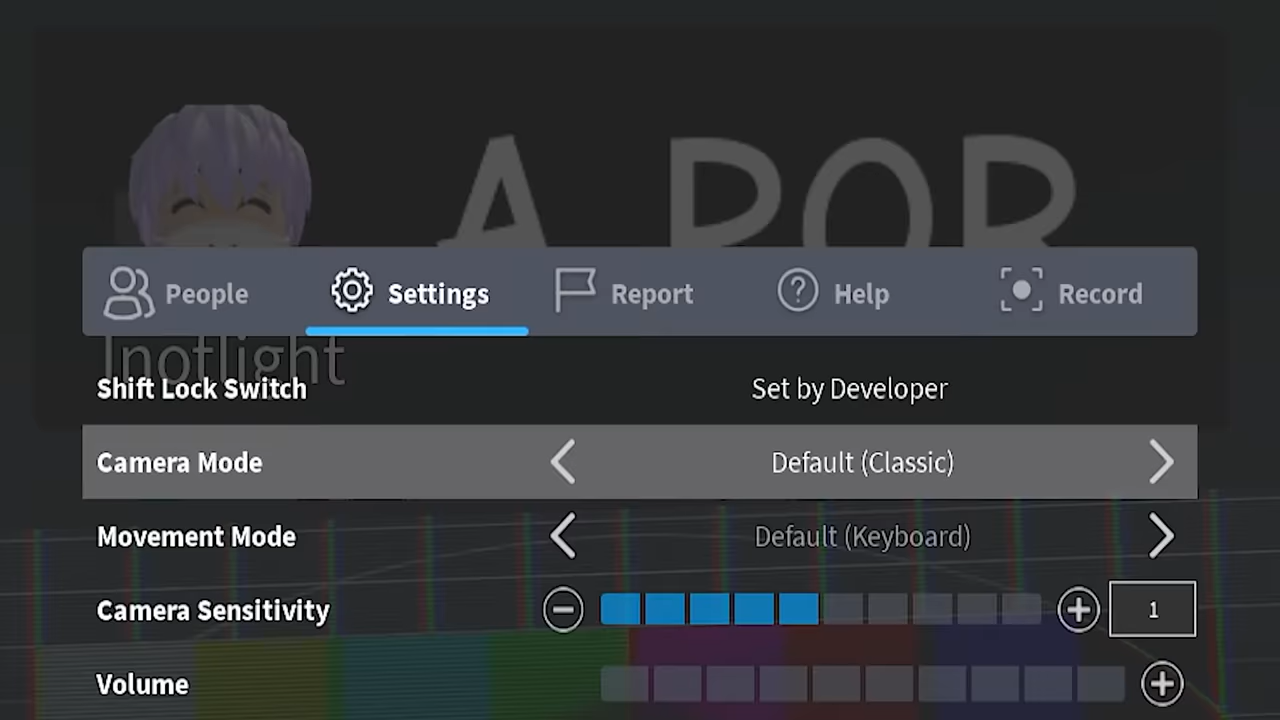 A POR
People Settings Report Help Record
Inotlight
Shift Lock Switch Set by Developer
Camera Mode Default (Classic)
Movement Mode Default (Keyboard)
Camera Sensitivity 1
Volume